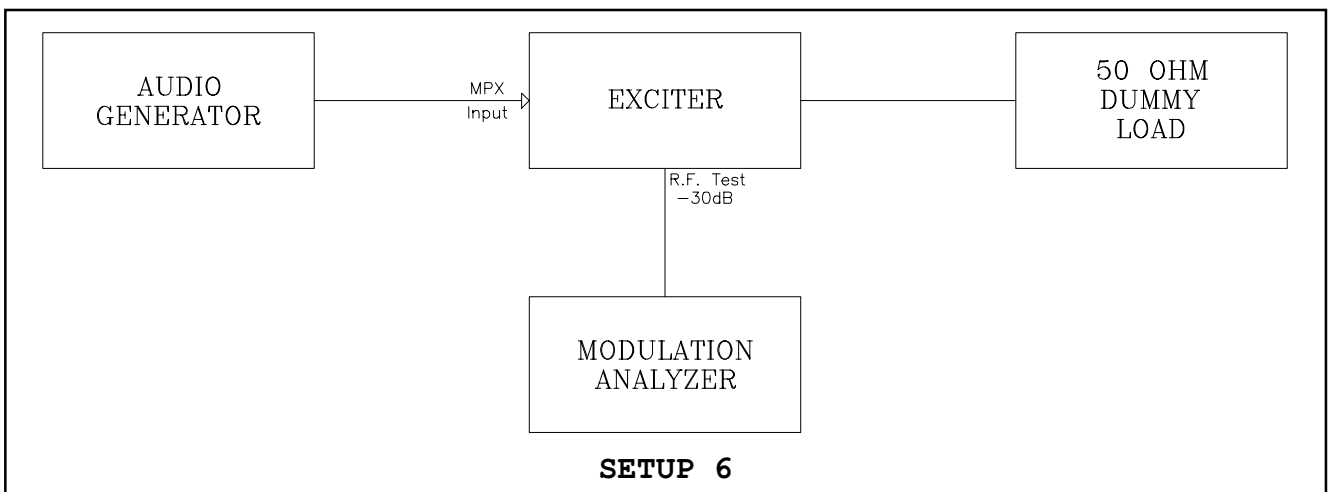 AUDIO
GENERATOR
MPX
Input
EXCITER
50 OHM
DUMMY
LOAD
R.F. Test
-30dB
MODULATION
ANALYZER
SETUP 6